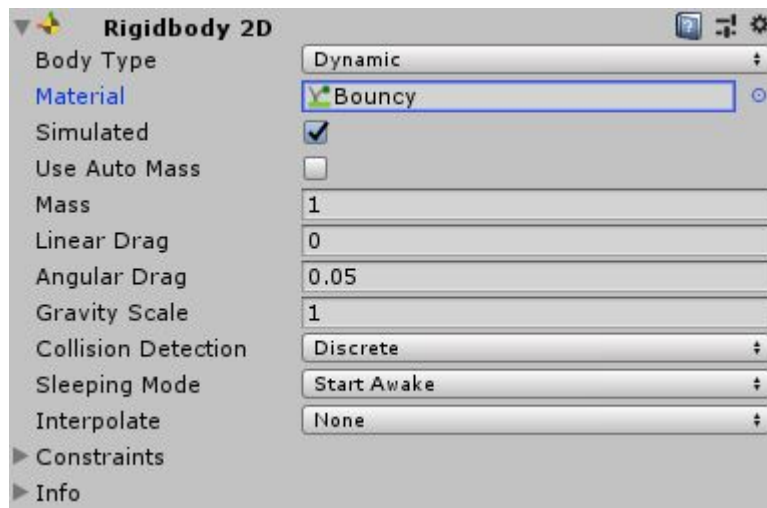 Rigidbody 2D
Body Type Dynamic
Material Bouncy
Simulated
Use Auto Mass
Mass 1
Linear Drag 0
Angular Drag 0.05
Gravity Scale 1
Collision Detection Discrete
Sleeping Mode Start Awake
Interpolate None
Constraints
Info